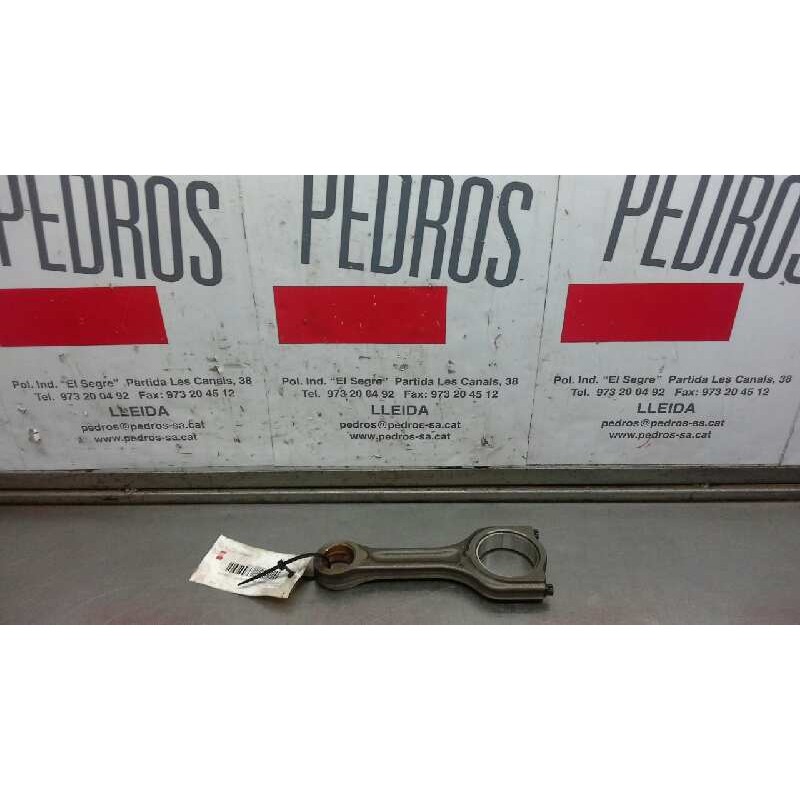 PEDROS
PEDROS
PEDROS
Pol. Ind. "El Segre" Partida Les Canals, 38
Tel. 973 20 04 92 Fax: 973 20 45 12
LLEIDA
pedros@pedros-sa.cat
www.pedros-sa.cat
Pol. Ind. "El Segre" Partida Les Canals, 38
Tel. 973 20 04 92 Fax: 973 20 45 12
LLEIDA
pedros@pedros-sa.cat
www.pedros-sa.cat
Pol. Ind. "El Segre" Partida Les Canals, 38
Tel. 973 20 04 92 Fax: 973 20 45 12
LLEIDA
pedros@pedros-sa.cat
www.pedros-sa.cat